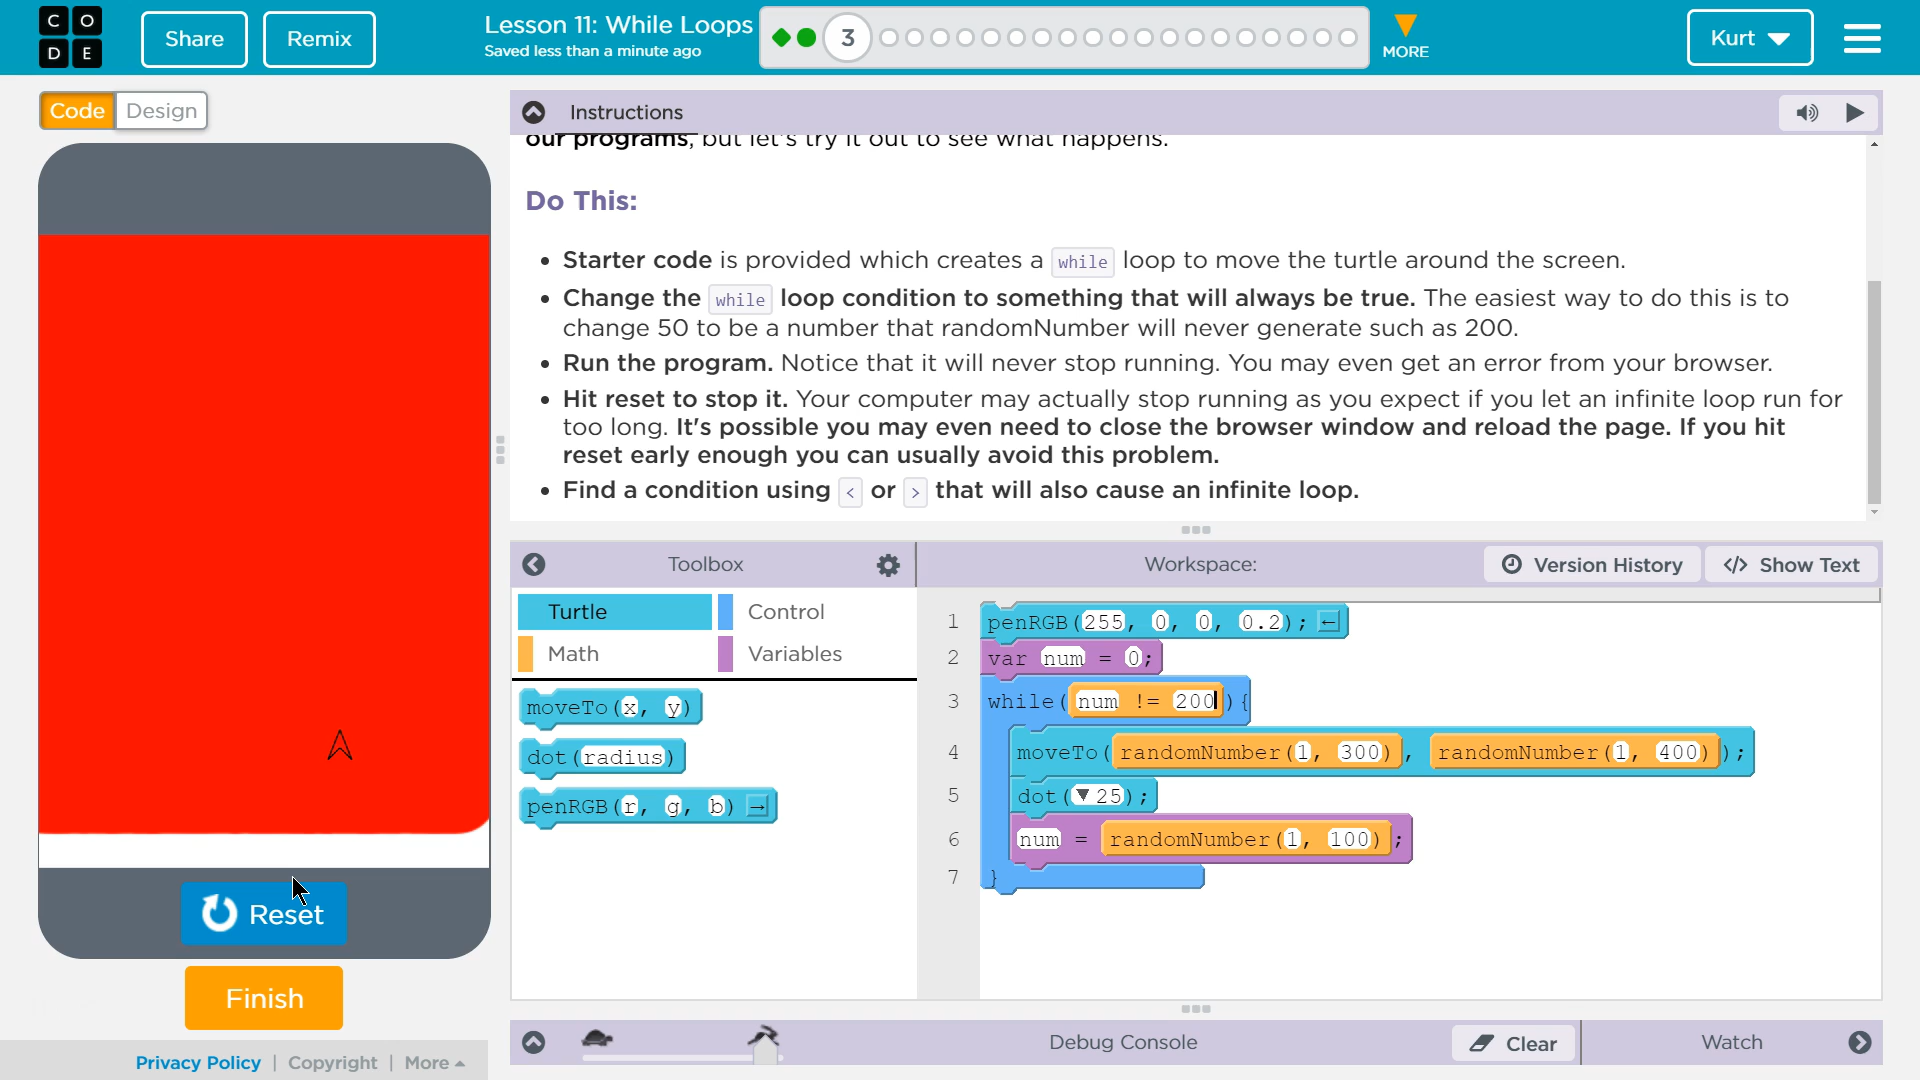 C O
D E
Share
Remix
Lesson 11: While Loops
Saved less than a minute ago
3
MORE
Kurt
Code
Design
Instructions
our programs, but let's try it out to see what happens.
Do This:
• Starter code is provided which creates a while loop to move the turtle around the screen.
• Change the while loop condition to something that will always be true. The easiest way to do this is to
change 50 to be a number that randomNumber will never generate such as 200.
• Run the program. Notice that it will never stop running. You may even get an error from your browser.
• Hit reset to stop it. Your computer may actually stop running as you expect if you let an infinite loop run for
too long. It's possible you may even need to close the browser window and reload the page. If you hit
reset early enough you can usually avoid this problem.
• Find a condition using < or > that will also cause an infinite loop.
Toolbox
Workspace:
Version History
</> Show Text
Turtle
Control
Math
Variables
moveTo(x, y)
dot(radius)
penRGB(r, g, b) →
1 penRGB(255, 0, 0, 0.2); ←
2 var num = 0;
3 while(num != 200){
4 moveTo(randomNumber(1, 300), randomNumber(1, 400));
5 dot(▼25);
6 num = randomNumber(1, 100);
7 }
Reset
Finish
Debug Console
Clear
Watch
Privacy Policy | Copyright | More